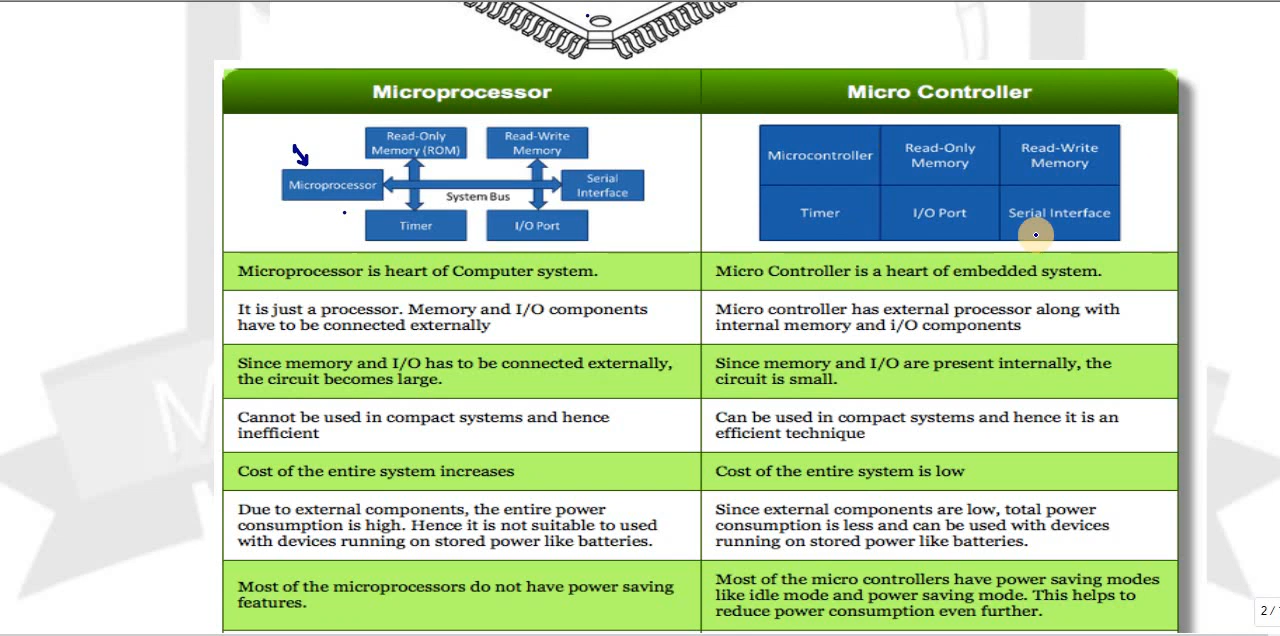 Microprocessor
Micro Controller
Read-Only
Memory (ROM)
Read-Write
Memory
Microprocessor
System Bus
Serial
Interface
Timer
I/O Port
Microcontroller
Read-Only
Memory
Read-Write
Memory
Timer
I/O Port
Serial Interface
Microprocessor is heart of Computer system.
Micro Controller is a heart of embedded system.
It is just a processor. Memory and I/O components
have to be connected externally
Micro controller has external processor along with
internal memory and i/O components
Since memory and I/O has to be connected externally,
the circuit becomes large.
Since memory and I/O are present internally, the
circuit is small.
Cannot be used in compact systems and hence
inefficient
Can be used in compact systems and hence it is an
efficient technique
Cost of the entire system increases
Cost of the entire system is low
Due to external components, the entire power
consumption is high. Hence it is not suitable to used
with devices running on stored power like batteries.
Since external components are low, total power
consumption is less and can be used with devices
running on stored power like batteries.
Most of the microprocessors do not have power saving
features.
Most of the micro controllers have power saving modes
like idle mode and power saving mode. This helps to
reduce power consumption even further.
2 /